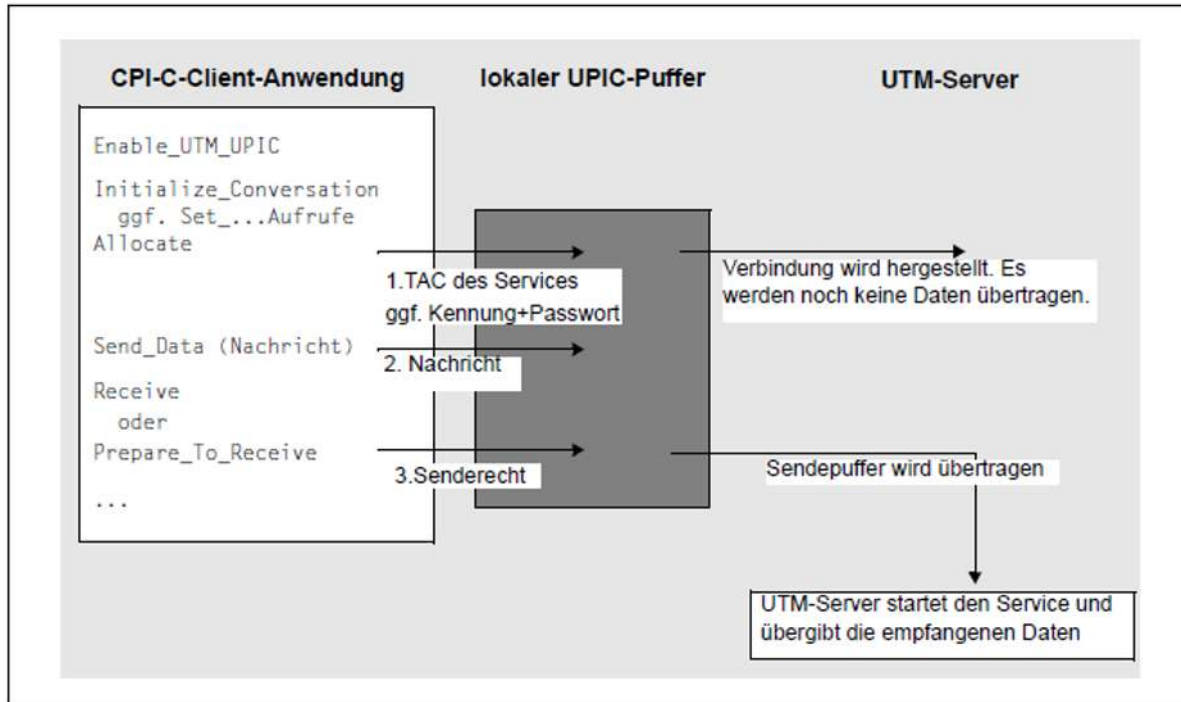 CPI-C-Client-Anwendung
lokaler UPIC-Puffer
UTM-Server
Enable_UTM_UPIC
Initialize_Conversation
ggf. Set_...Aufrufe
Allocate
1.TAC des Services
ggf. Kennung+Passwort
Verbindung wird hergestellt. Es
werden noch keine Daten übertragen.
Send_Data (Nachricht)
2. Nachricht
Receive
oder
Prepare_To_Receive
3.Senderecht
Sendepuffer wird übertragen
...
UTM-Server startet den Service und
übergibt die empfangenen Daten